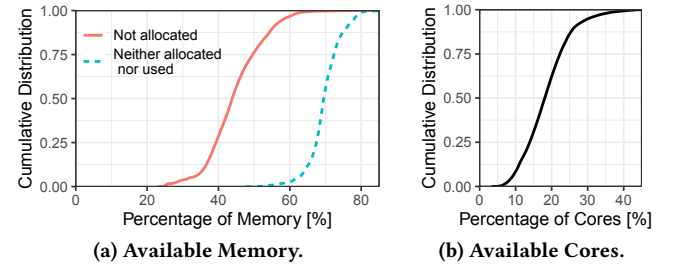 Cumulative Distribution
1.00
0.75
0.50
0.25
0.00
Not allocated
Neither allocated
nor used
0 20 40 60 80
Percentage of Memory [%]
(a) Available Memory.
Cumulative Distribution
1.00
0.75
0.50
0.25
0.00
0 10 20 30 40
Percentage of Cores [%]
(b) Available Cores.